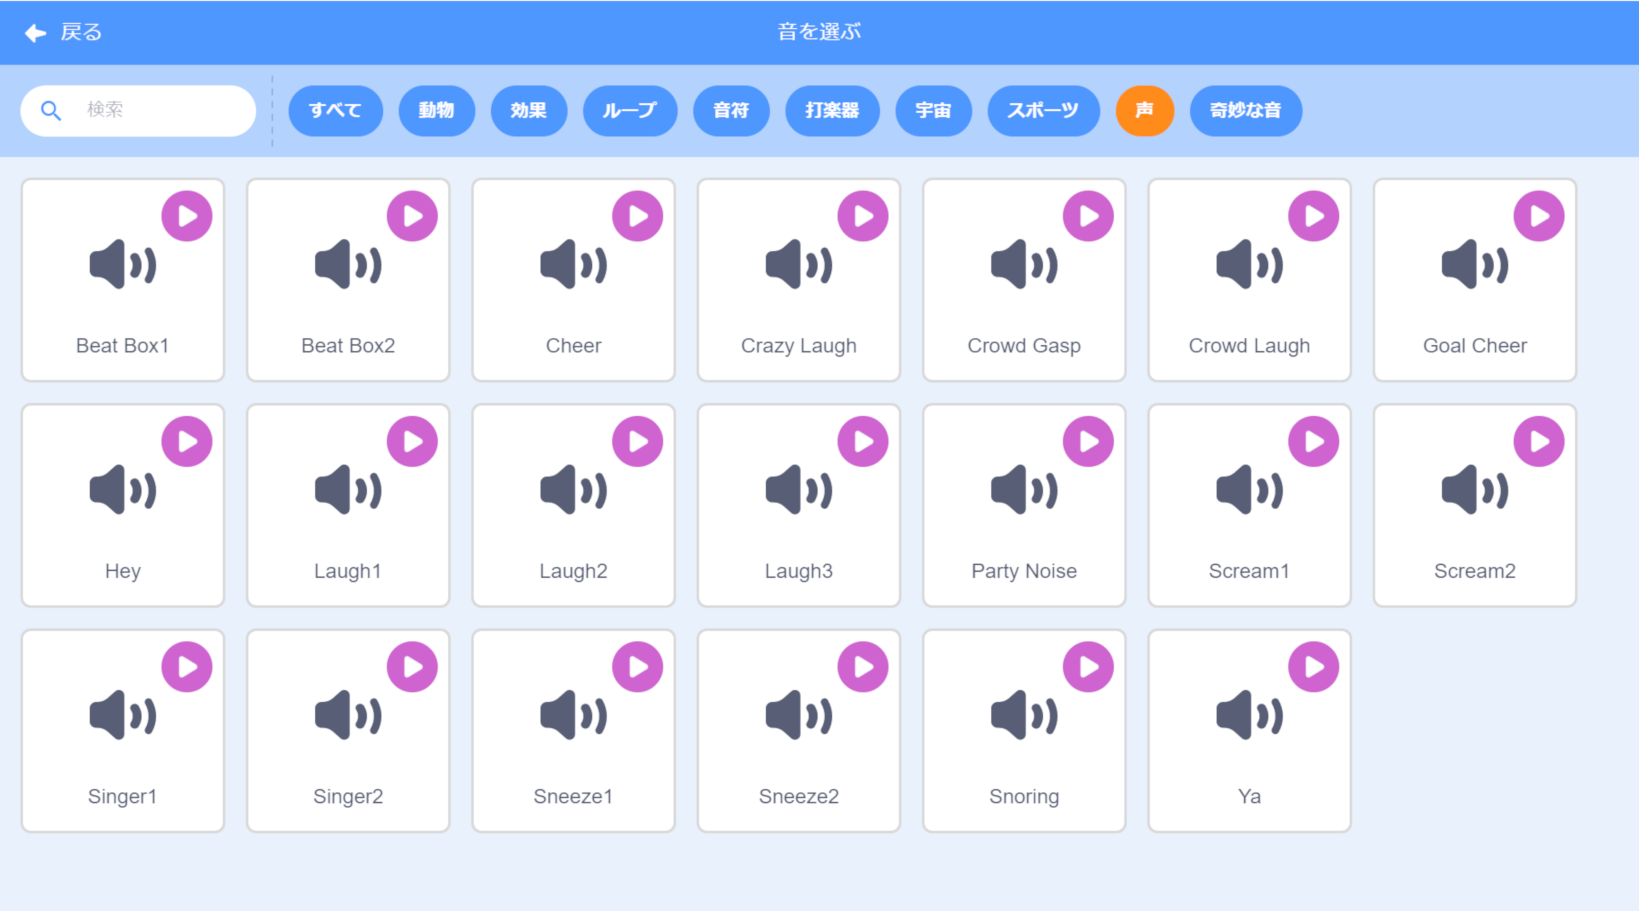 戻る
音を選ぶ
検索
すべて
動物
効果
ループ
音符
打楽器
宇宙
スポーツ
声
奇妙な音
Beat Box1
Beat Box2
Cheer
Crazy Laugh
Crowd Gasp
Crowd Laugh
Goal Cheer
Hey
Laugh1
Laugh2
Laugh3
Party Noise
Scream1
Scream2
Singer1
Singer2
Sneeze1
Sneeze2
Snoring
Ya